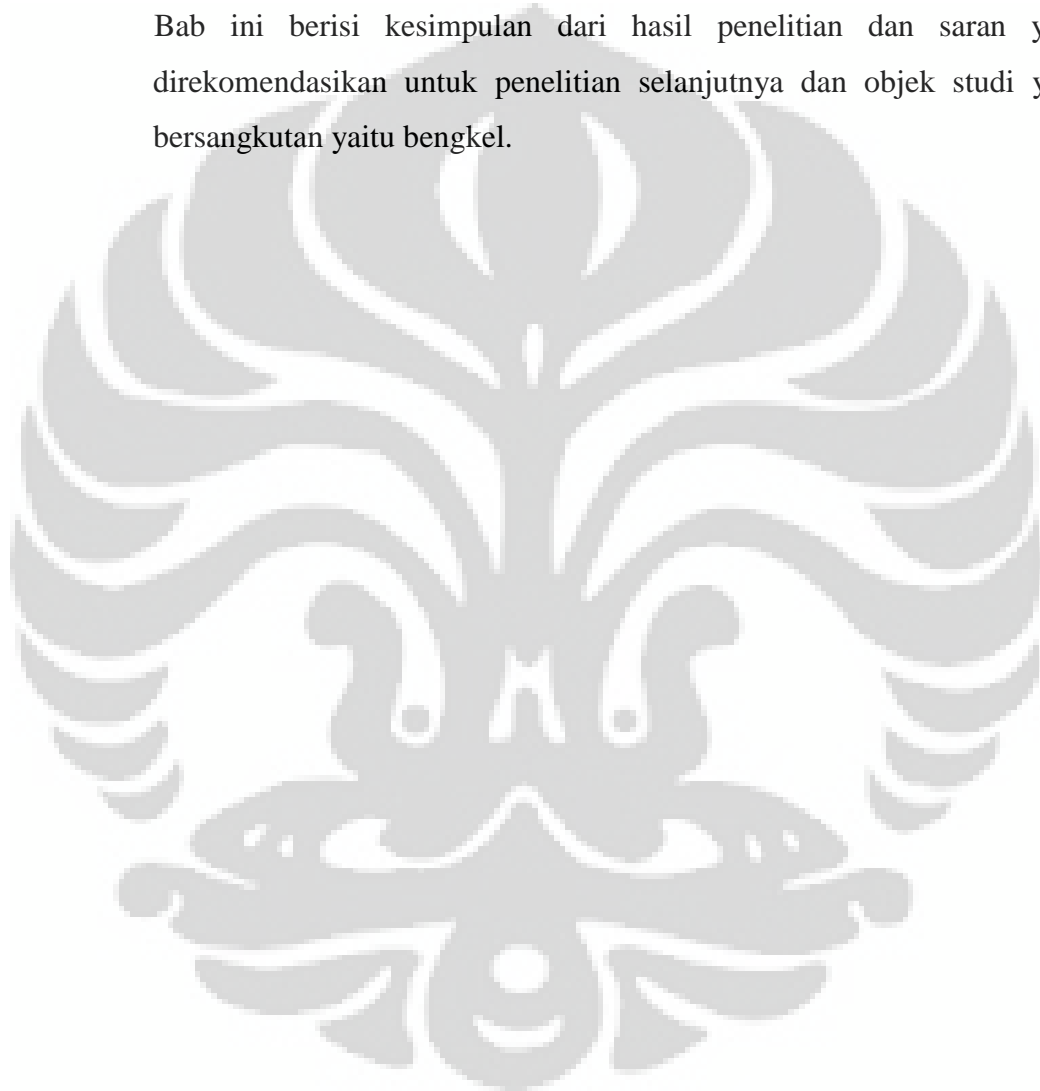 Bab ini berisi kesimpulan dari hasil penelitian dan saran y
direkomendasikan untuk penelitian selanjutnya dan objek studi y
bersangkutan yaitu bengkel.